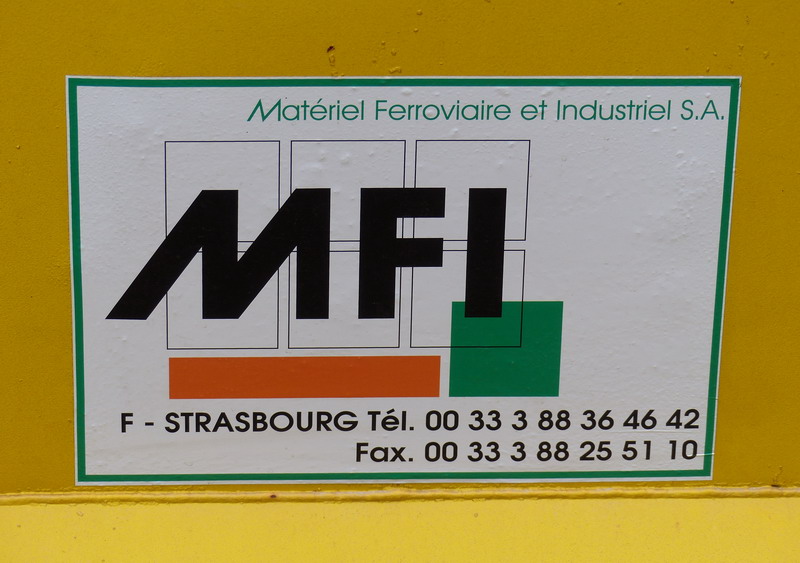 Matériel Ferroviaire et Industriel S.A.
MFI
F - STRASBOURG Tél. 00 33 3 88 36 46 42
Fax. 00 33 3 88 25 51 10